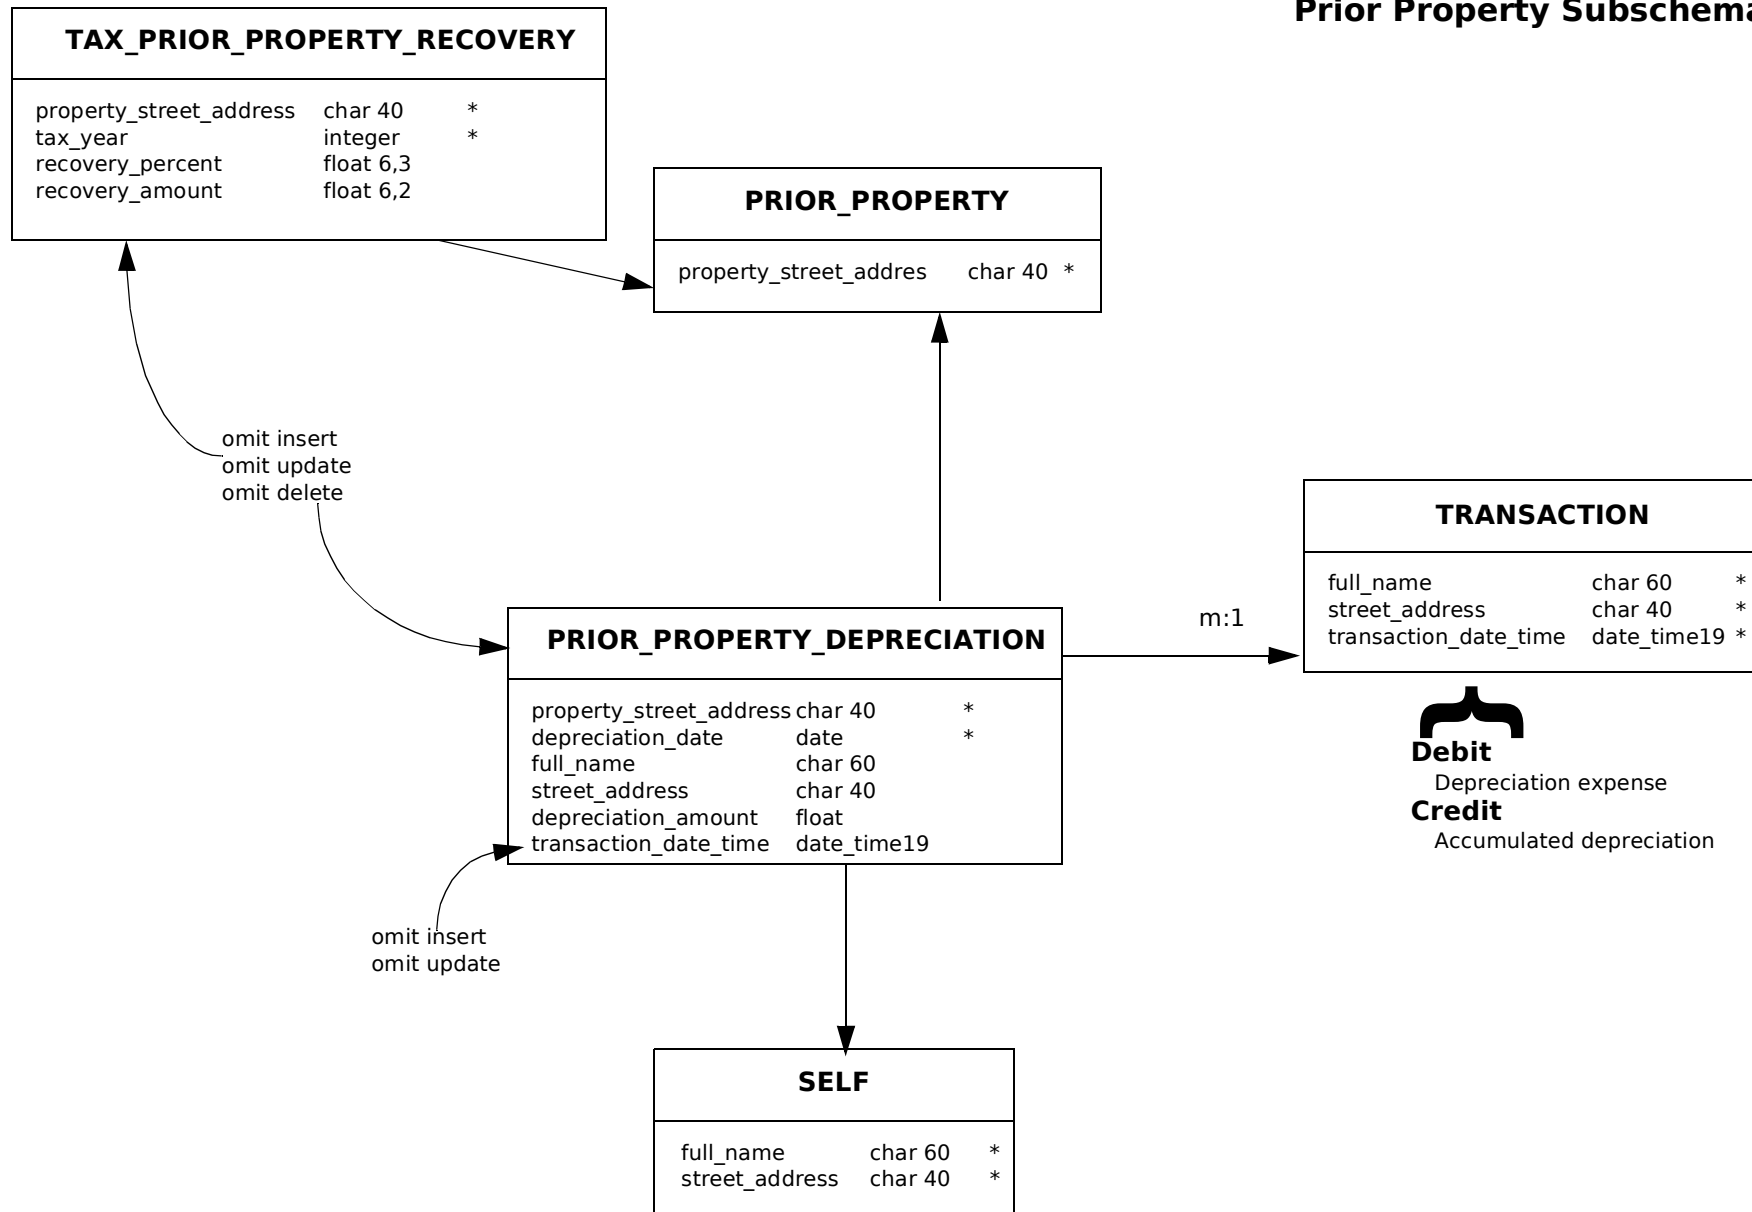 Prior Property Subschema
TAX_PRIOR_PROPERTY_RECOVERY
property_street_address char 40 *
tax_year integer *
recovery_percent float 6,3
recovery_amount float 6,2
PRIOR_PROPERTY
property_street_addres char 40 *
omit insert
omit update
omit delete
TRANSACTION
full_name char 60 *
street_address char 40 *
transaction_date_time date_time19 *
m:1
PRIOR_PROPERTY_DEPRECIATION
property_street_address char 40 *
depreciation_date date *
full_name char 60
street_address char 40
depreciation_amount float
transaction_date_time date_time19
Debit
Depreciation expense
Credit
Accumulated depreciation
omit insert
omit update
SELF
full_name char 60 *
street_address char 40 *